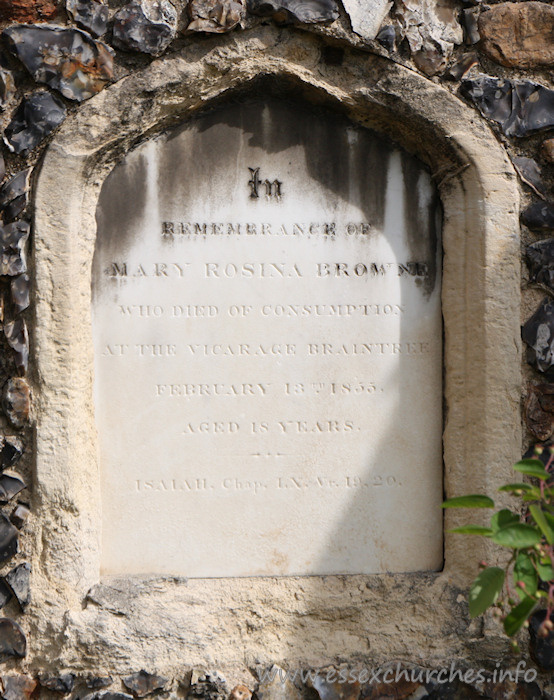 In
REMEMBRANCE OF
MARY ROSINA BROWNE
WHO DIED OF CONSUMPTION
AT THE VICARAGE BRAINTREE
FEBRUARY 13TH 1855.
AGED 18 YEARS.
ISAIAH. Chap. LX. Vr. 19. 20.
www.essexchurches.info